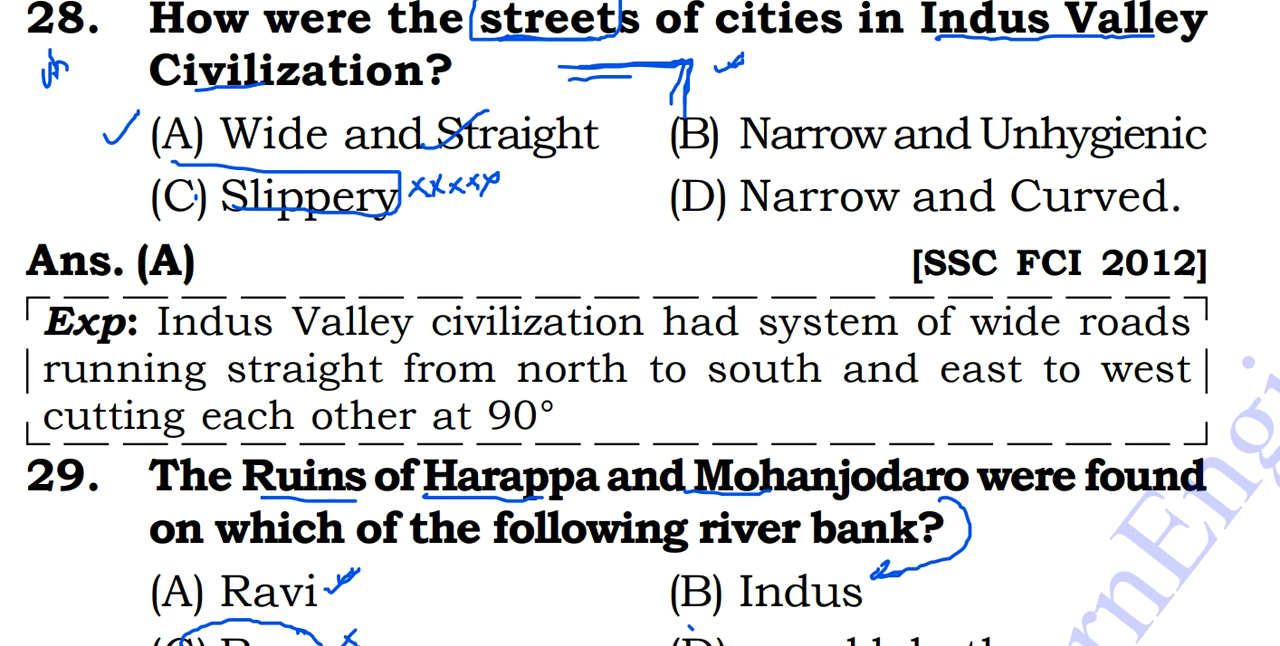 28. How were the streets of cities in Indus Valley
Civilization?
(A) Wide and Straight (B) Narrow and Unhygienic
(C) Slippery (D) Narrow and Curved.
Ans. (A) [SSC FCI 2012]
Exp: Indus Valley civilization had system of wide roads
running straight from north to south and east to west
cutting each other at 90°
29. The Ruins of Harappa and Mohanjodaro were found
on which of the following river bank?
(A) Ravi (B) Indus